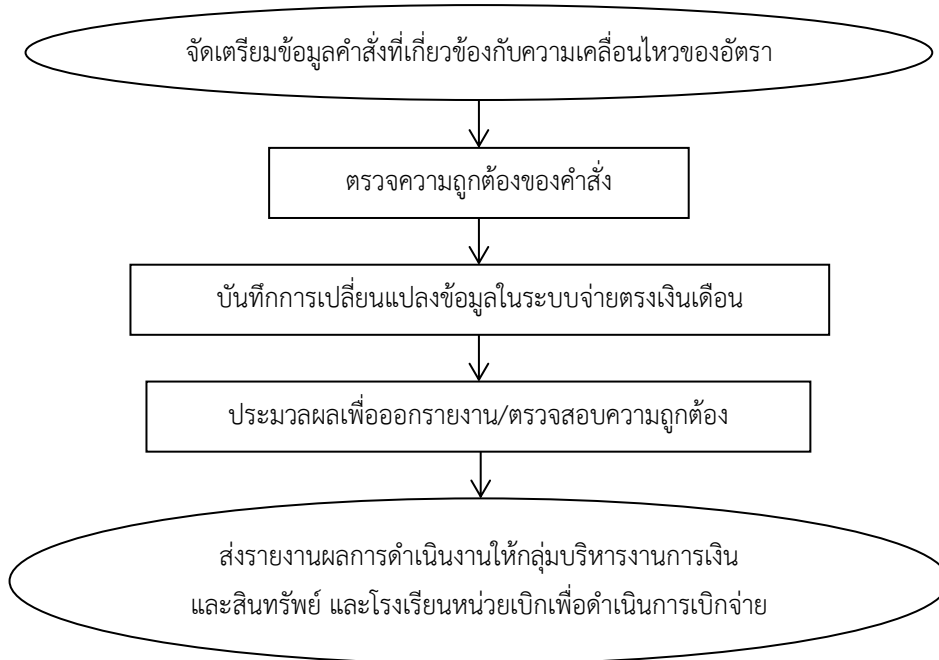 จัดเตรียมข้อมูลคำสั่งที่เกี่ยวข้องกับความเคลื่อนไหวของอัตรา
ตรวจความถูกต้องของคำสั่ง
บันทึกการเปลี่ยนแปลงข้อมูลในระบบจ่ายตรงเงินเดือน
ประมวลผลเพื่อออกรายงาน/ตรวจสอบความถูกต้อง
ส่งรายงานผลการดำเนินงานให้กลุ่มบริหารงานการเงิน
และสินทรัพย์ และโรงเรียนหน่วยเบิกเพื่อดำเนินการเบิกจ่าย